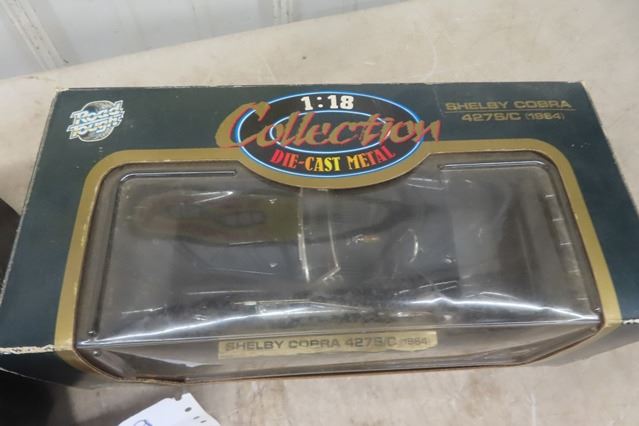 Road
Tough
1:18
Collection
DIE-CAST METAL
SHELBY COBRA
427S/C (1964)
SHELBY COBRA 427S/C (1964)